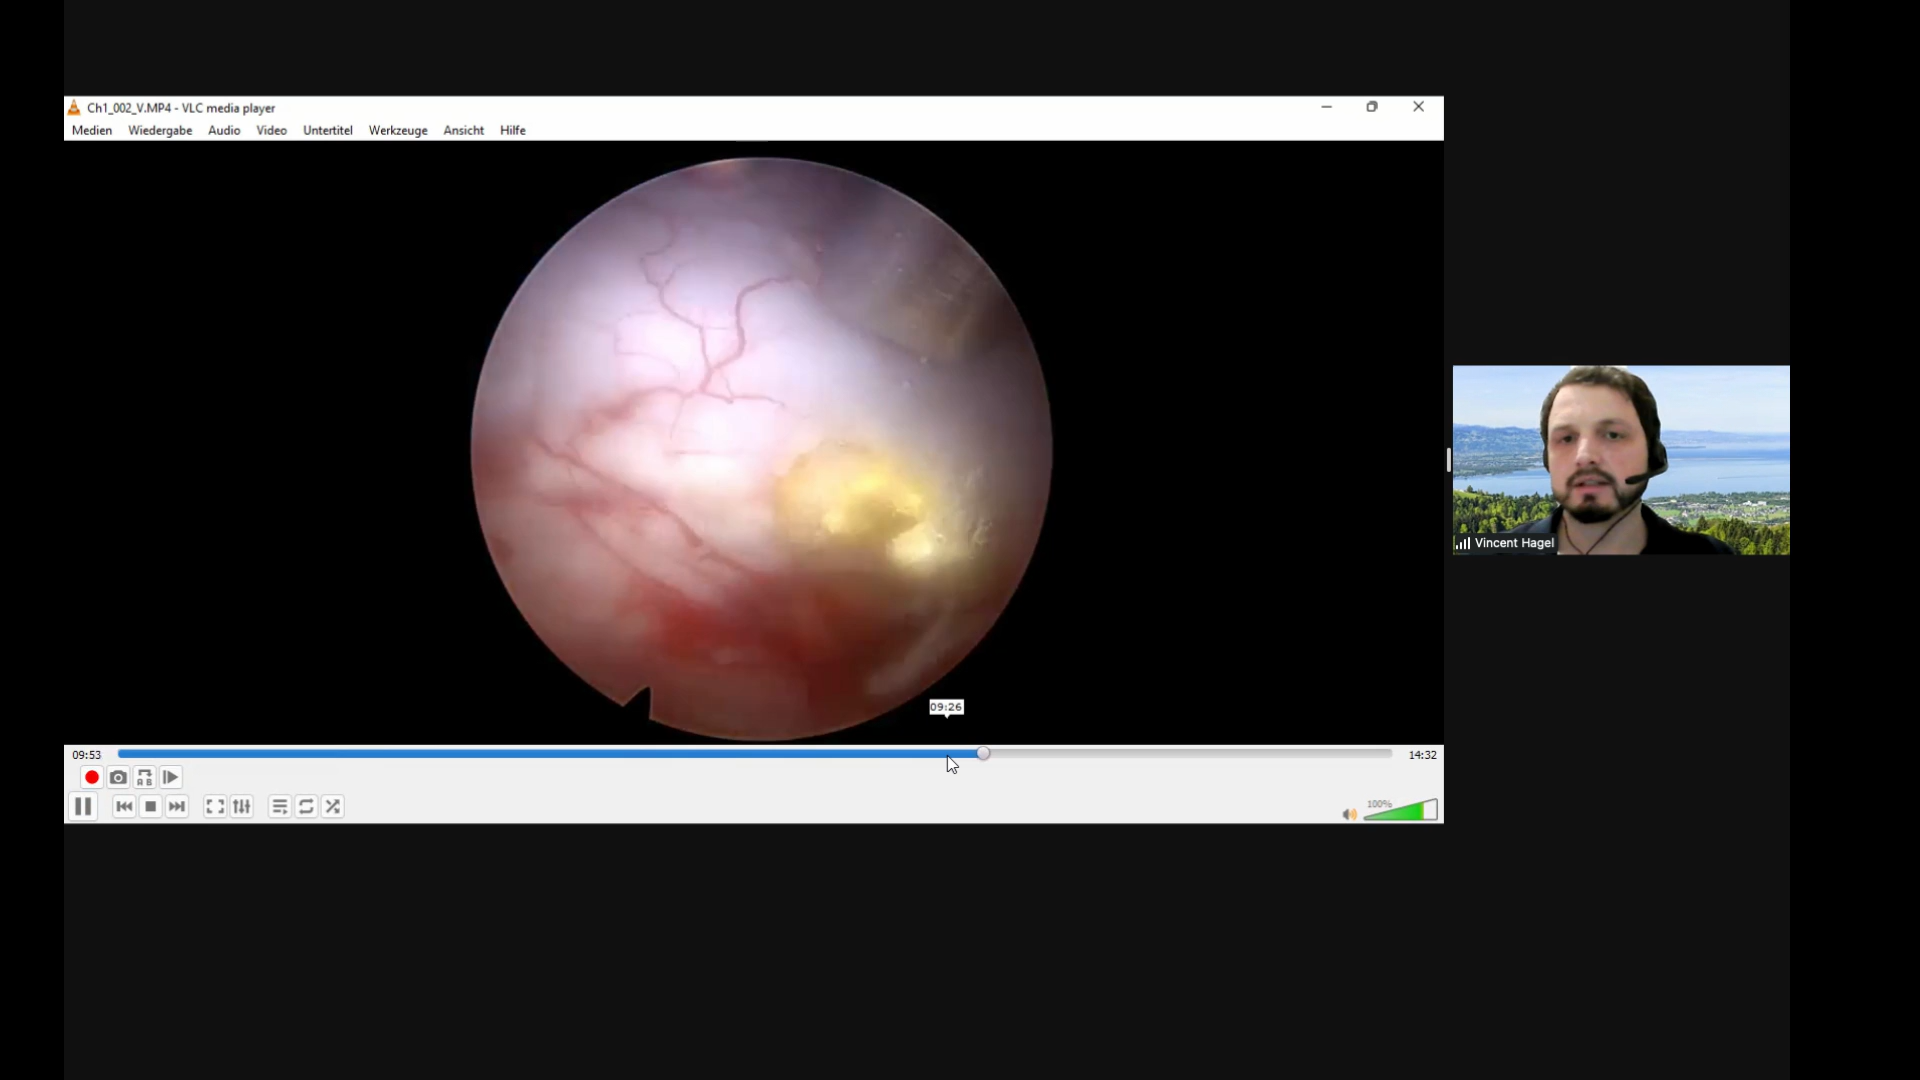 Ch1_002_V.MP4 - VLC media player
Medien Wiedergabe Audio Video Untertitel Werkzeuge Ansicht Hilfe
Vincent Hagel
09:26
09:53
14:32
A B
100%